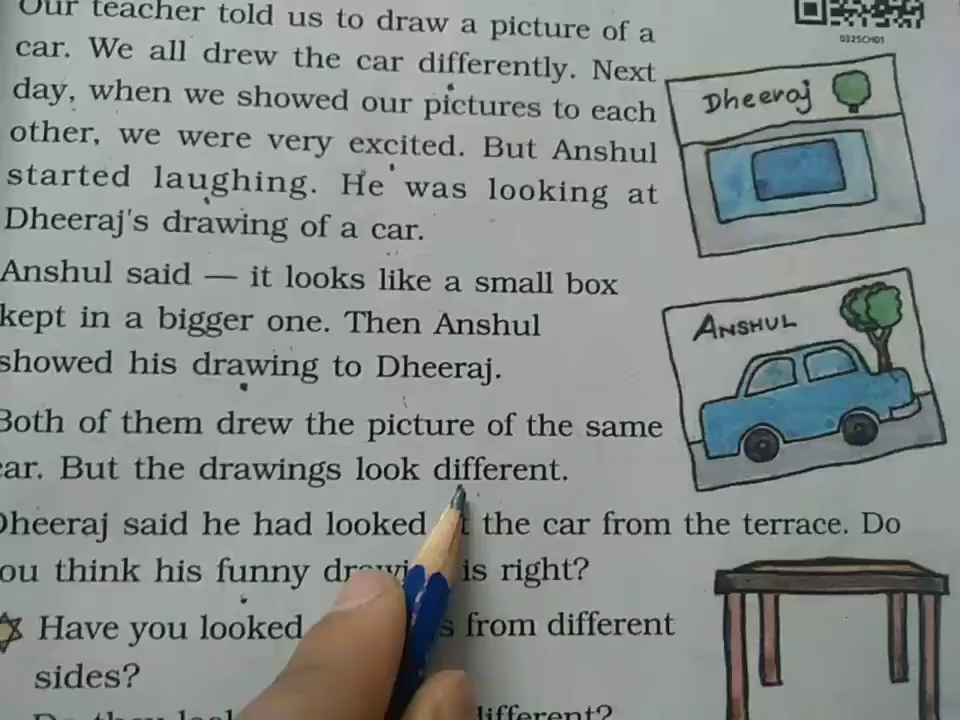 Our teacher told us to draw a picture of a
car. We all drew the car differently. Next
day, when we showed our pictures to each
other, we were very excited. But Anshul
started laughing. He was looking at
Dheeraj's drawing of a car.
0325CH01
Dheeraj
Anshul said — it looks like a small box
kept in a bigger one. Then Anshul
showed his drawing to Dheeraj.
ANSHUL
Both of them drew the picture of the same
car. But the drawings look different.
Dheeraj said he had looked the car from the terrace. Do
you think his funny is right?
Have you looked from different
sides?
different?